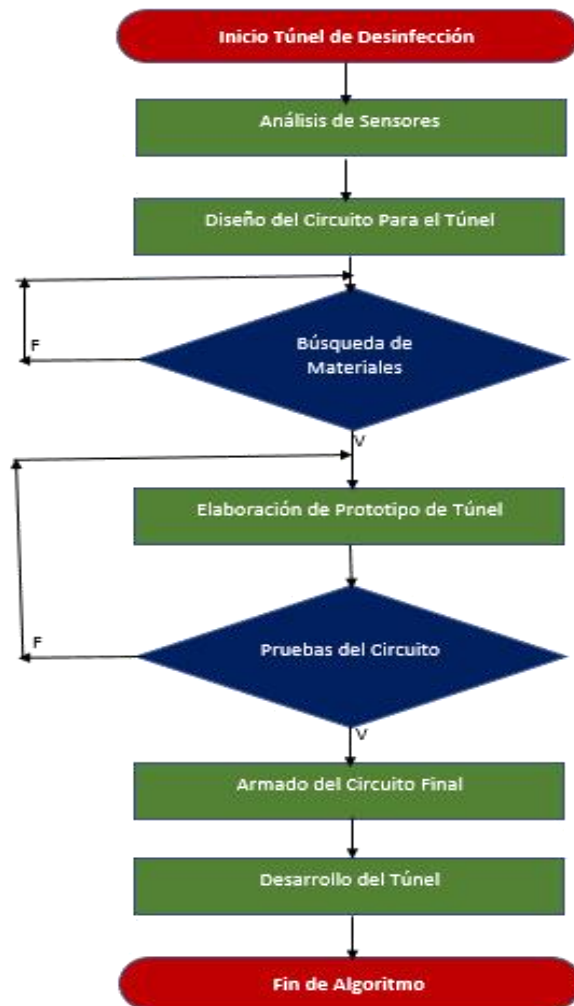 Inicio Túnel de Desinfección
Análisis de Sensores
Diseño del Circuito Para el Túnel
Búsqueda de
Materiales
F
V
Elaboración de Prototipo de Túnel
F
Pruebas del Circuito
V
Armado del Circuito Final
Desarrollo del Túnel
Fin de Algoritmo